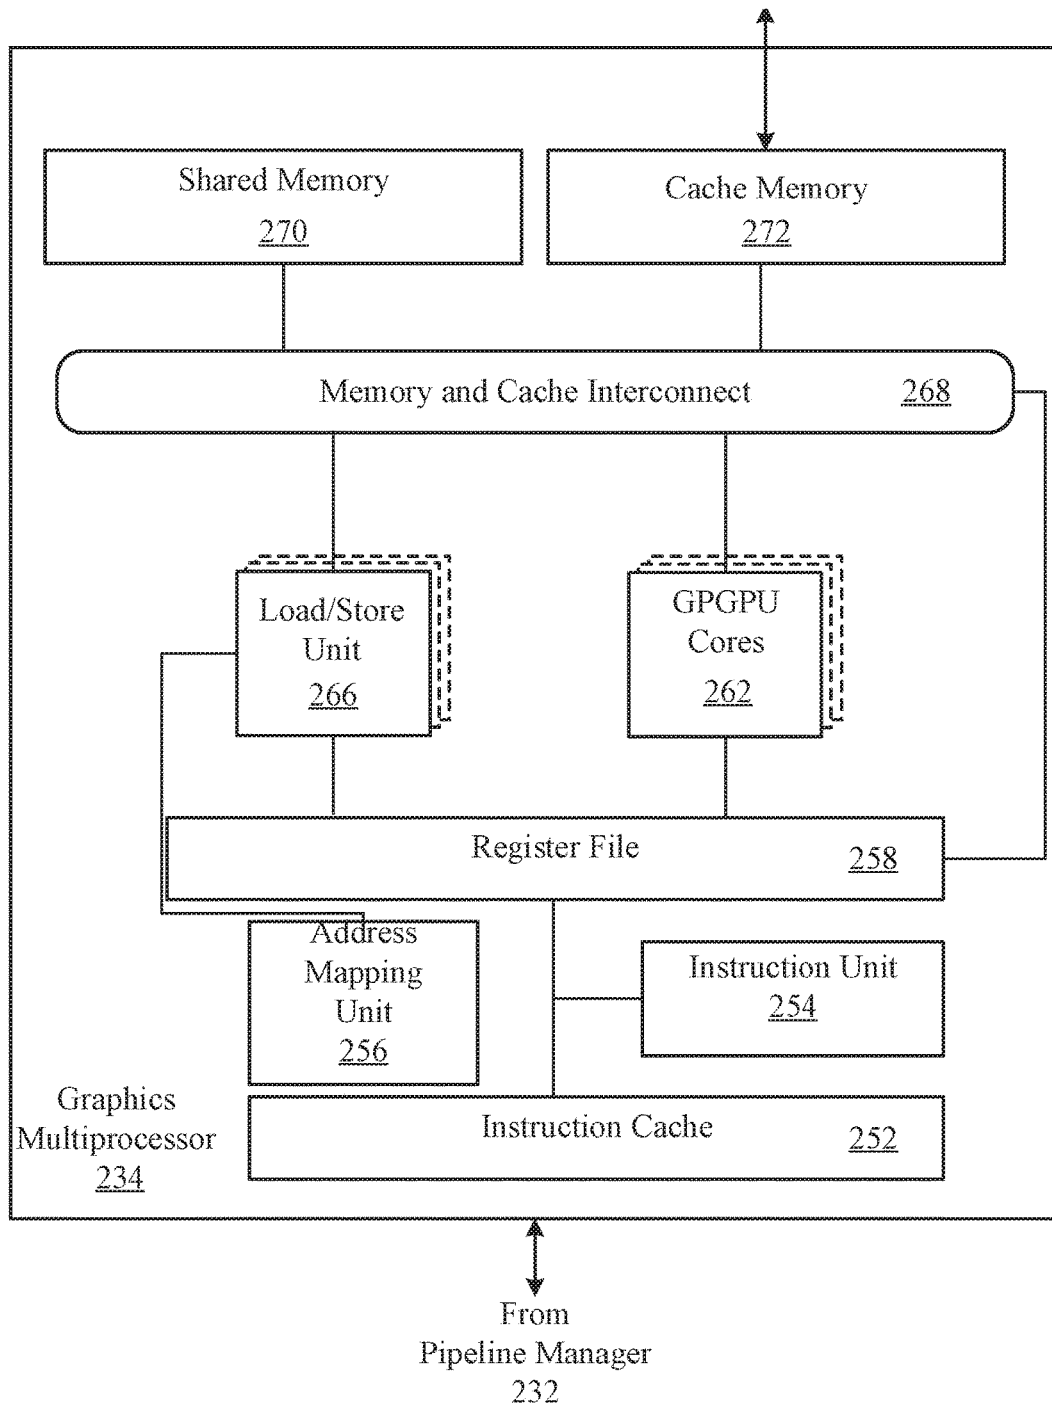 Shared Memory
270
Cache Memory
272
Memory and Cache Interconnect 268
Load/Store
Unit
266
GPGPU
Cores
262
Register File 258
Address
Mapping
Unit
256
Instruction Unit
254
Graphics
Multiprocessor
234
Instruction Cache 252
From
Pipeline Manager
232